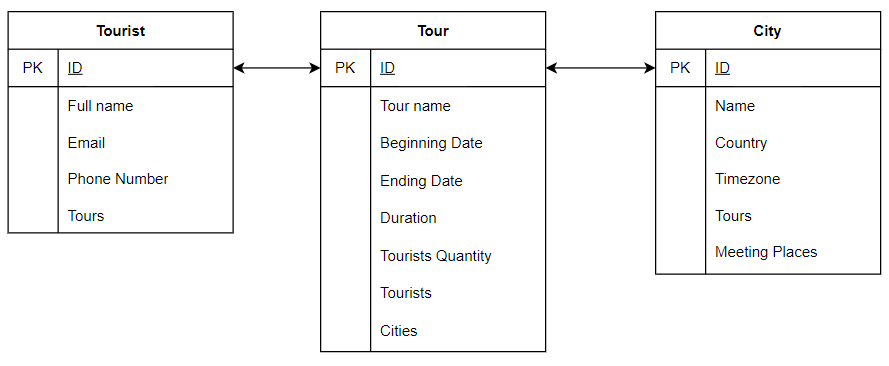 Tourist
PK ID
Full name
Email
Phone Number
Tours
Tour
PK ID
Tour name
Beginning Date
Ending Date
Duration
Tourists Quantity
Tourists
Cities
City
PK ID
Name
Country
Timezone
Tours
Meeting Places